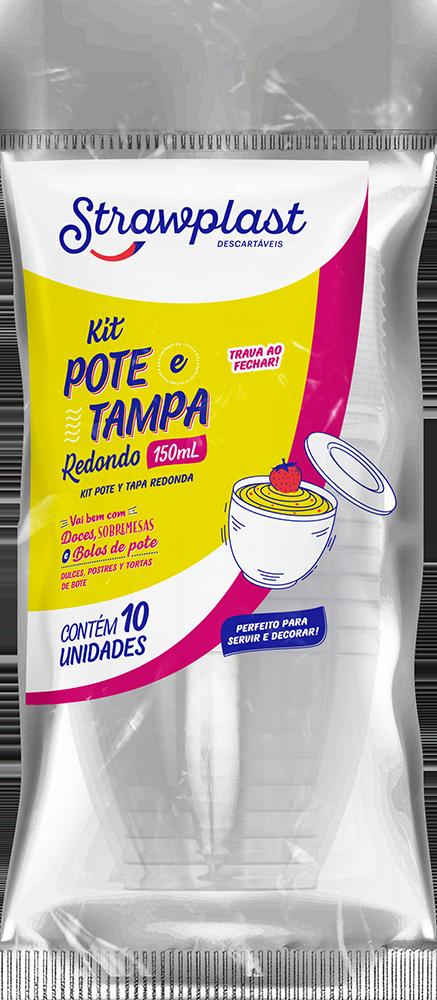 Strawplast
DESCARTÁVEIS
Kit
POTE e
TAMPA
Redondo 150mL
KIT POTE Y TAPA REDONDA
TRAVA AO
FECHAR!
Vai bem com
Doces, SOBREMESAS
e Bolos de pote
DULCES, POSTRES Y TORTAS
DE BOTE
CONTÉM 10
UNIDADES
PERFEITO PARA
SERVIR E DECORAR!